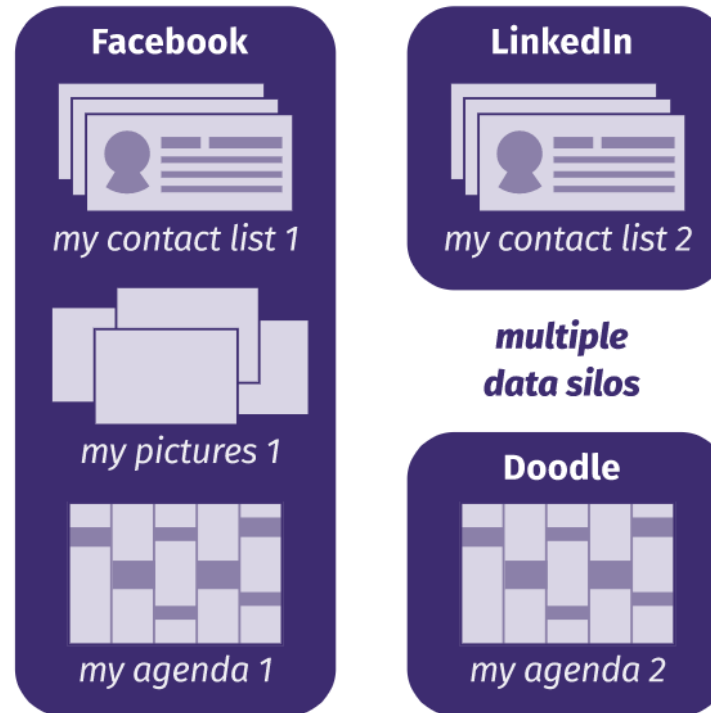 Facebook
my contact list 1
my pictures 1
my agenda 1
LinkedIn
my contact list 2
multiple
data silos
Doodle
my agenda 2